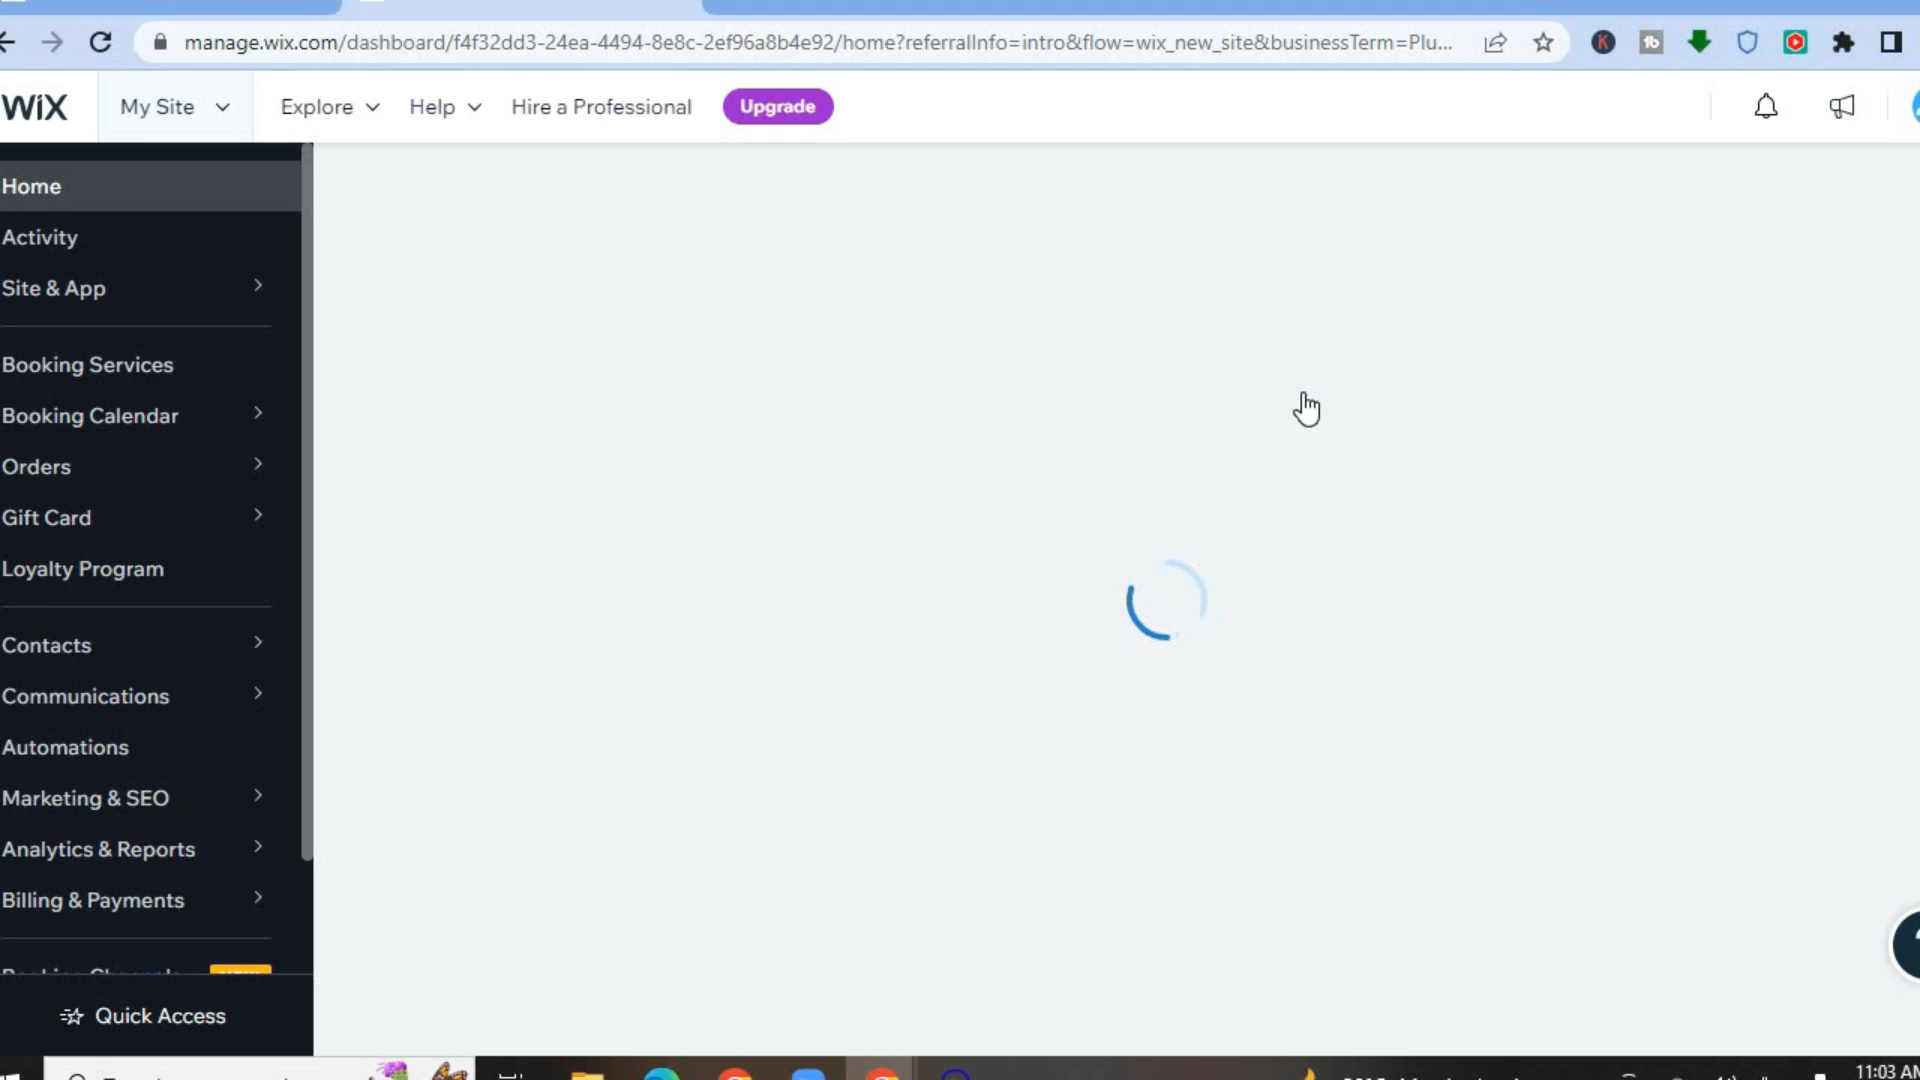 manage.wix.com/dashboard/f4f32dd3-24ea-4494-8e8c-2ef96a8b4e92/home?referralInfo=intro&flow=wix_new_site&businessTerm=Plu...
WiX My Site Explore Help Hire a Professional Upgrade
Home
Activity
Site & App
Booking Services
Booking Calendar
Orders
Gift Card
Loyalty Program
Contacts
Communications
Automations
Marketing & SEO
Analytics & Reports
Billing & Payments
Quick Access
11:03 AM